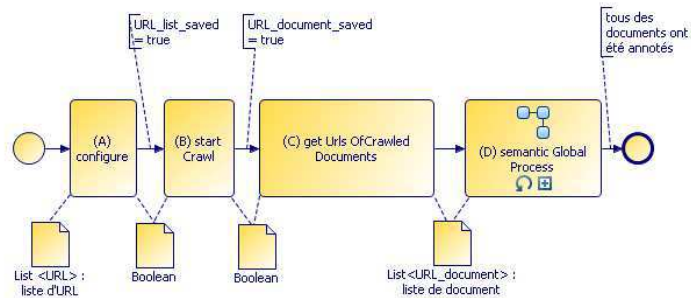 URL_list_saved
= true
URL_document_saved
= true
tous des
documents ont
été annotés
(A)
configure
(B) start
Crawl
(C) get Urls OfCrawled
Documents
(D) semantic Global
Process
List <URL> :
liste d'URL
Boolean
Boolean
List<URL_document> :
liste de document